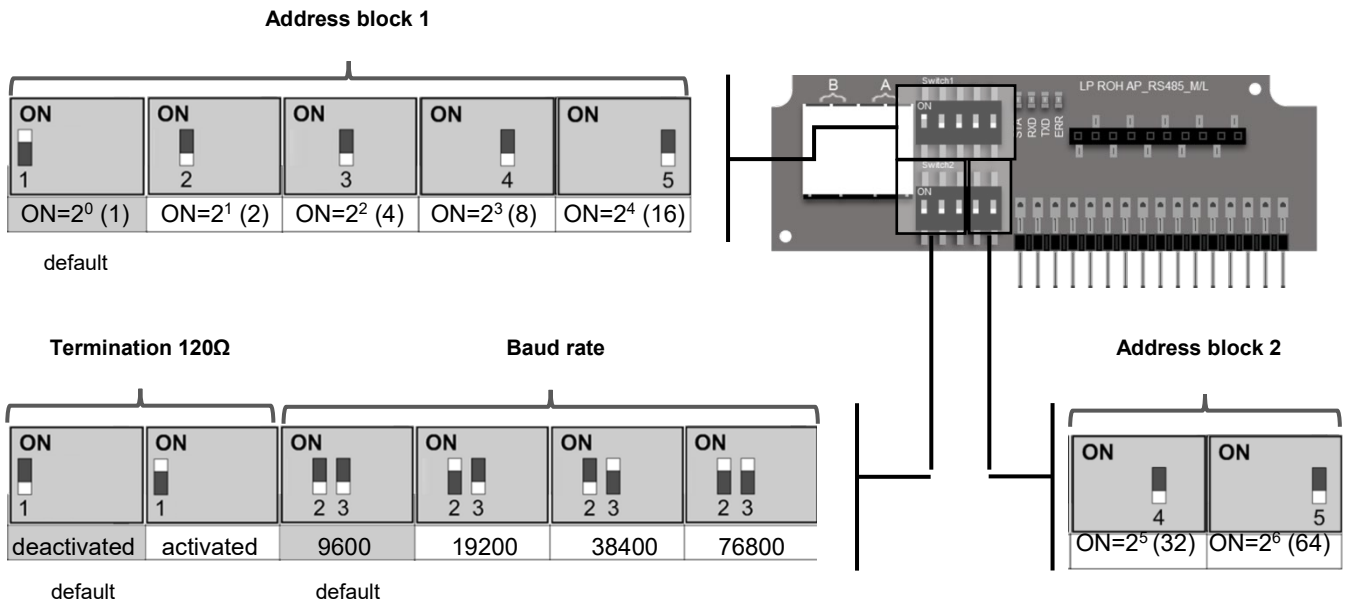 Address block 1
ON ON ON ON ON
1 2 3 4 5
ON=2⁰ (1) ON=2¹ (2) ON=2² (4) ON=2³ (8) ON=2⁴ (16)
default
B A
Switch1
LP ROH AP_RS485_M/L
ON
STA
RXD
TXD
ERR
Switch2
ON
Termination 120Ω Baud rate
ON ON ON ON ON ON
1 1 2 3 2 3 2 3 2 3
deactivated activated 9600 19200 38400 76800
default default
Address block 2
ON ON
4 5
ON=2⁵ (32) ON=2⁶ (64)